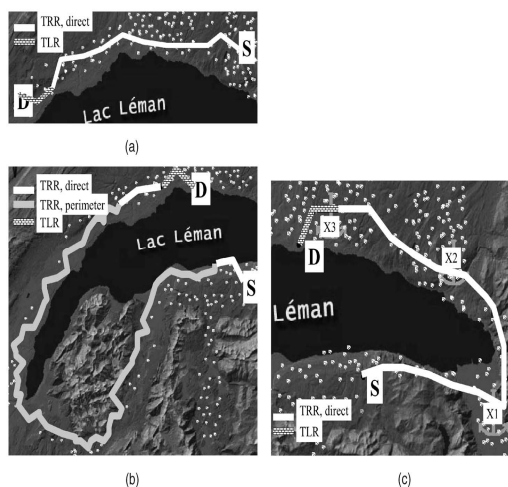 TRR, direct
TLR
S
D
Lac Léman
(a)
TRR, direct
TRR, perimeter
TLR
D
Lac Léman
S
(b)
X3
D
X2
Léman
S
X1
TRR, direct
TLR
(c)